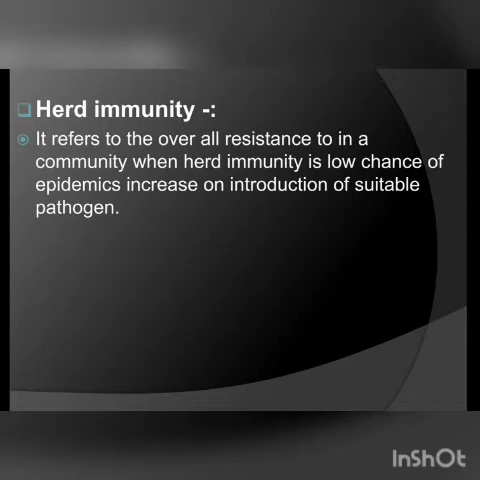 Herd immunity -:
It refers to the over all resistance to in a
community when herd immunity is low chance of
epidemics increase on introduction of suitable
pathogen.
InShOt